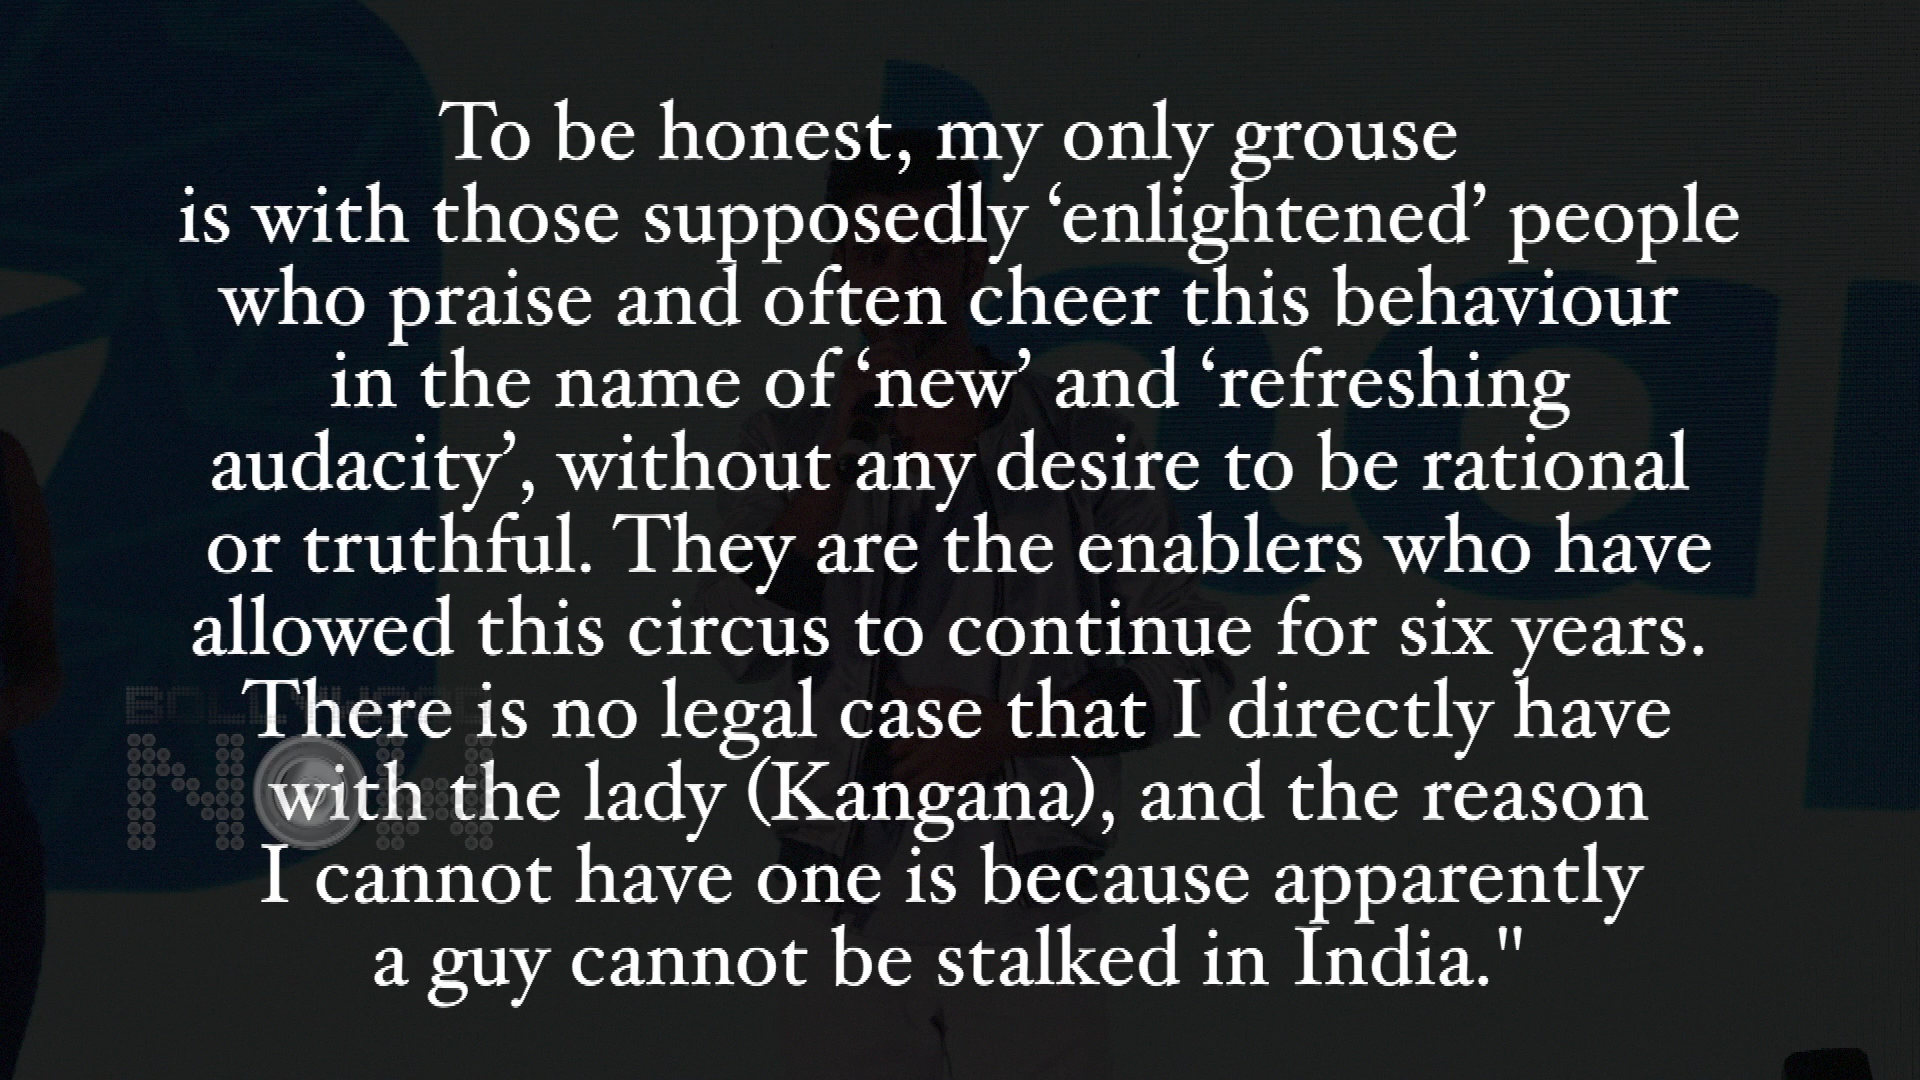 To be honest, my only grouse
is with those supposedly ‘enlightened’ people
who praise and often cheer this behaviour
in the name of ‘new’ and ‘refreshing
audacity’, without any desire to be rational
or truthful. They are the enablers who have
allowed this circus to continue for six years.
There is no legal case that I directly have
with the lady (Kangana), and the reason
I cannot have one is because apparently
a guy cannot be stalked in India."
BOLLYWOOD
NOW